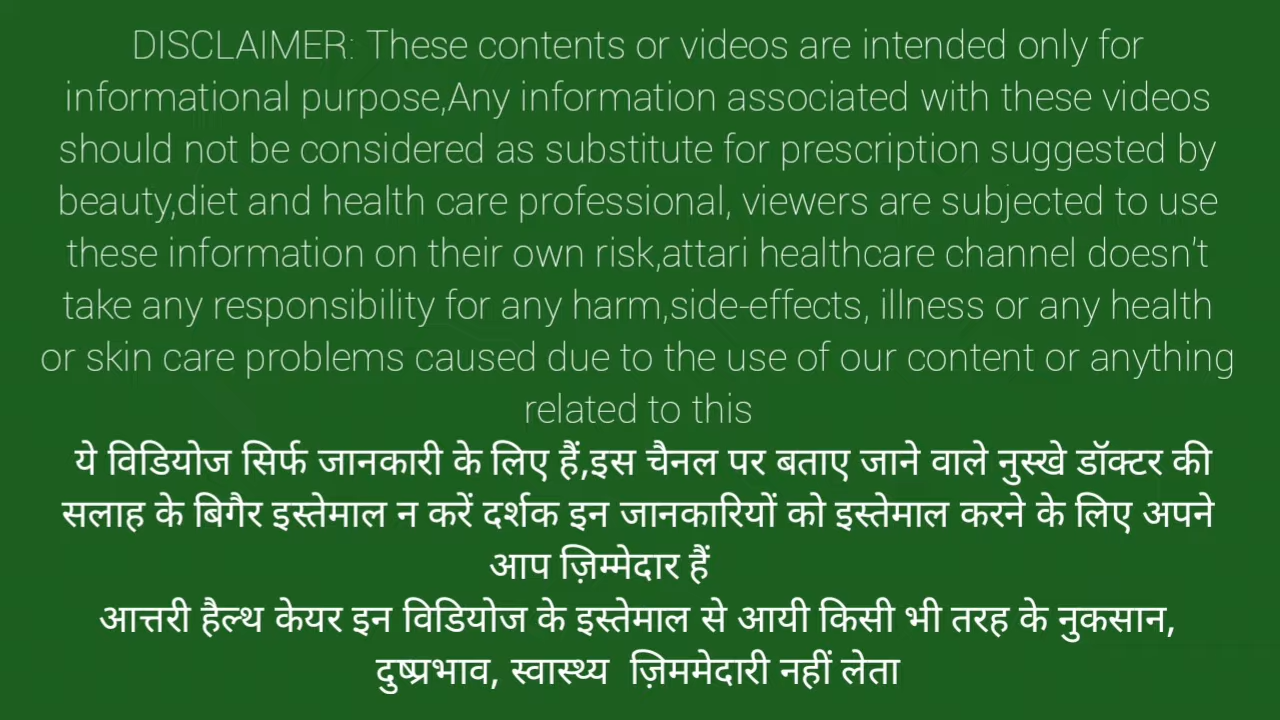 DISCLAIMER: These contents or videos are intended only for
informational purpose,Any information associated with these videos
should not be considered as substitute for prescription suggested by
beauty,diet and health care professional, viewers are subjected to use
these information on their own risk,attari healthcare channel doesn't
take any responsibility for any harm,side-effects, illness or any health
or skin care problems caused due to the use of our content or anything
related to this
ये विडियोज सिर्फ जानकारी के लिए हैं,इस चैनल पर बताए जाने वाले नुस्खे डॉक्टर की
सलाह के बिगैर इस्तेमाल न करें दर्शक इन जानकारियों को इस्तेमाल करने के लिए अपने
आप ज़िम्मेदार हैं
आत्तरी हैल्थ केयर इन विडियोज के इस्तेमाल से आयी किसी भी तरह के नुकसान,
दुष्प्रभाव, स्वास्थ्य  ज़िममेदारी नहीं लेता